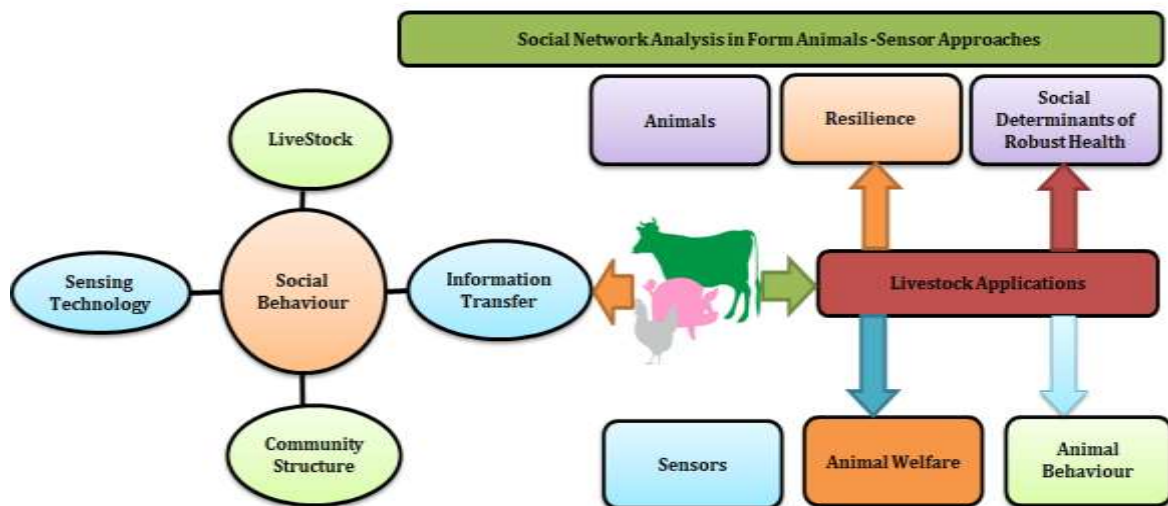 Social Network Analysis in Form Animals -Sensor Approaches
LiveStock
Sensing
Technology
Social
Behaviour
Information
Transfer
Community
Structure
Animals
Resilience
Social
Determinants of
Robust Health
Livestock Applications
Sensors
Animal Welfare
Animal
Behaviour